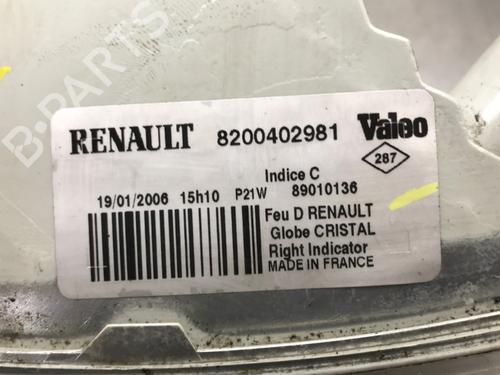 B-PARTS
RENAULT 8200402981 Valeo
287
Indice C
19/01/2006 15h10 P21W 89010136
Feu D RENAULT
Globe CRISTAL
Right Indicator
MADE IN FRANCE